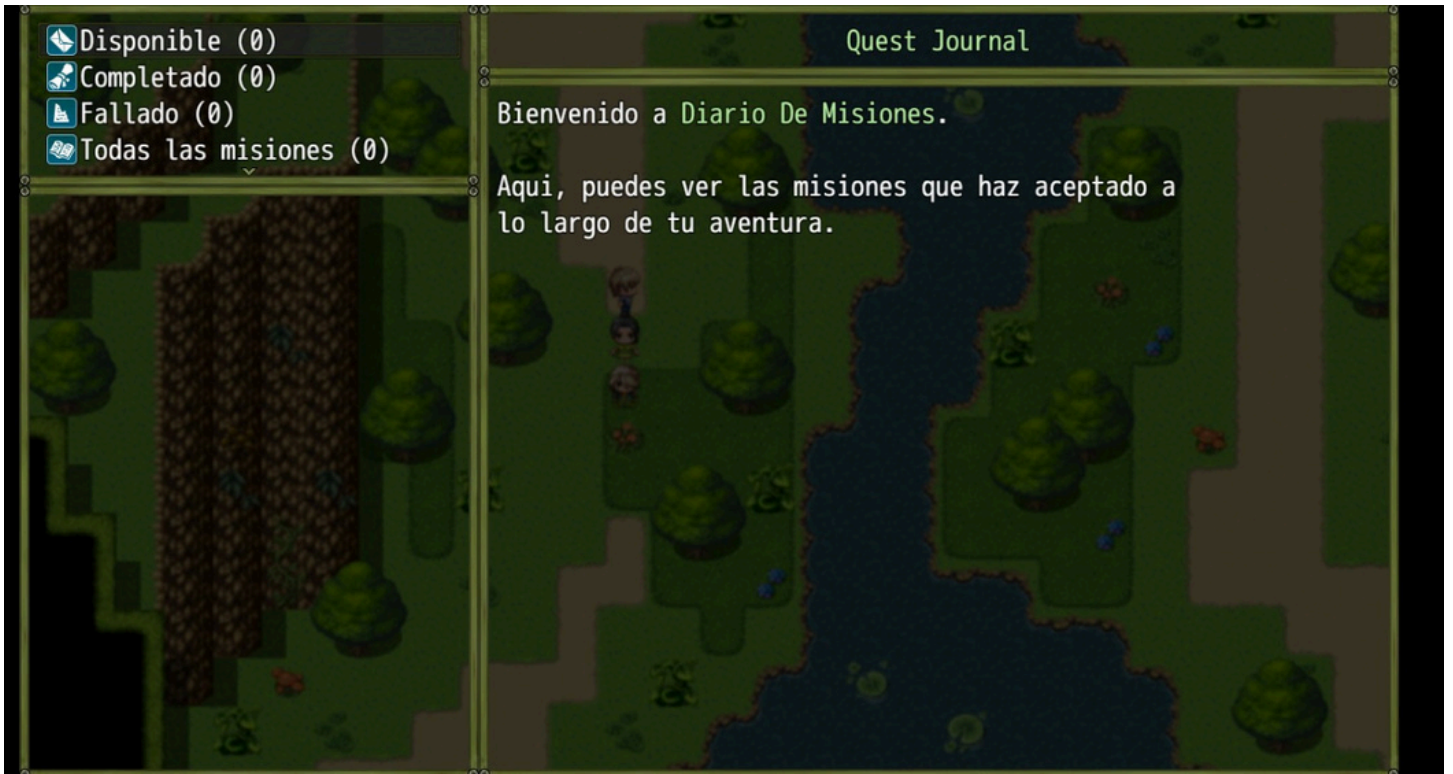 Disponible (0)
Completado (0)
Fallado (0)
Todas las misiones (0)
Quest Journal
Bienvenido a Diario De Misiones.
Aqui, puedes ver las misiones que haz aceptado a
lo largo de tu aventura.